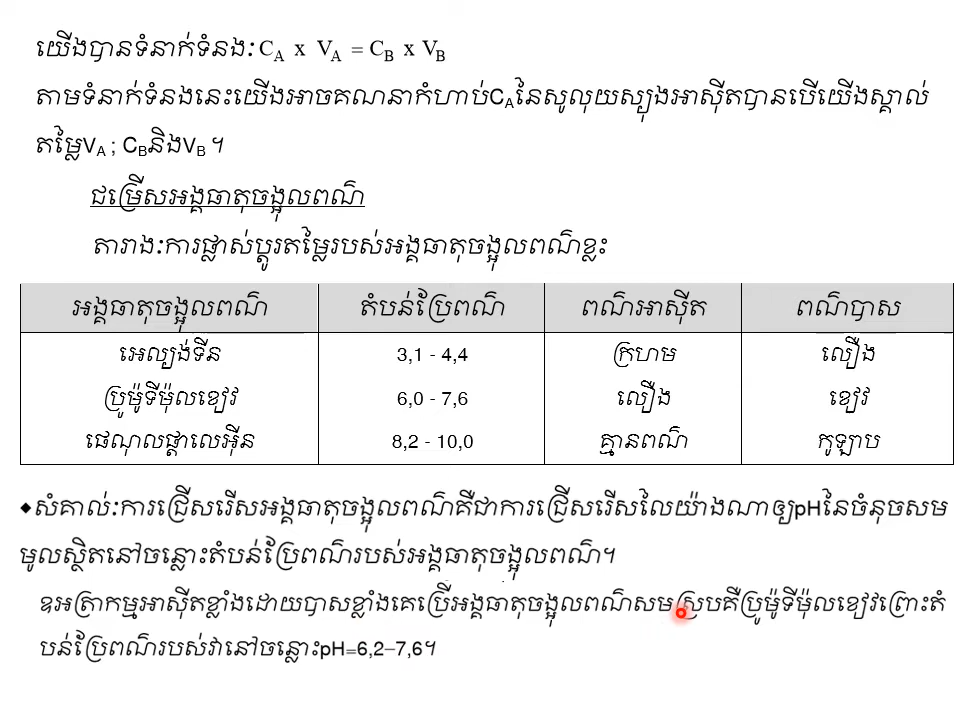 យើងបានទំនាក់ទំនង: CA x VA = CB x VB
តាមទំនាក់ទំនងនេះយើងអាចគណនាកំហាប់CAនៃសូលុយស្យុងអាស៊ីតបានបើយើងស្គាល់
តម្លៃVA ; CBនិងVB ។
ជម្រើសអង្គធាតុចង្អុលពណ៌
តារាង:ការផ្លាស់ប្តូរតម្លៃរបស់អង្គធាតុចង្អុលពណ៌ខ្លះ
អង្គធាតុចង្អុលពណ៌ តំបន់ប្រែពណ៌ ពណ៌អាស៊ីត ពណ៌បាស
អេល្យង់ទីន 3,1 - 4,4 ក្រហម លឿង
ប្រូម៉ូទីម៉ុលខៀវ 6,0 - 7,6 លឿង ខៀវ
ផេណុលផ្តាលេអ៊ីន 8,2 - 10,0 គ្មានពណ៌ កូឡាប
◆សំគាល់:ការជ្រើសរើសអង្គធាតុចង្អុលពណ៌គឺជាការជ្រើសរើសលៃយ៉ាងណាឲ្យpHនៃចំនុចសម
មូលស្ថិតនៅចន្លោះតំបន់ប្រែពណ៌របស់អង្គធាតុចង្អុលពណ៌។
ឧអត្រាកម្មអាស៊ីតខ្លាំងដោយបាសខ្លាំងគេប្រើអង្គធាតុចង្អុលពណ៌សមស្របគឺប្រូម៉ូទីម៉ុលខៀវព្រោះតំ
បន់ប្រែពណ៌របស់វានៅចន្លោះpH=6,2–7,6។